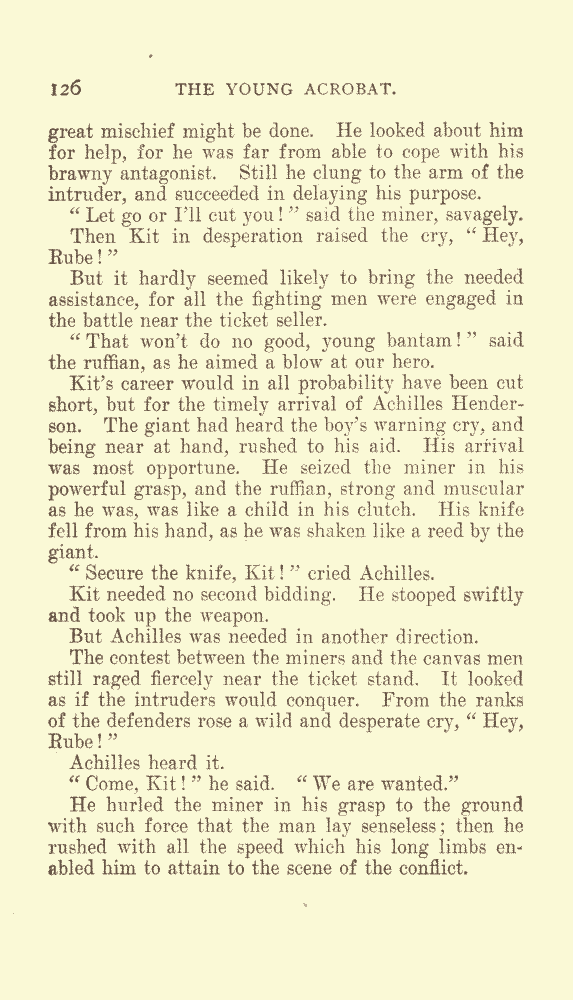 126 THE YOUNG ACROBAT.
great mischief might be done. He looked about him
for help, for he was far from able to cope with his
brawny antagonist. Still he clung to the arm of the
intruder, and succeeded in delaying his purpose.
“Let go or I’ll cut you!” said the miner, savagely.
Then Kit in desperation raised the cry, “Hey,
Rube!”
But it hardly seemed likely to bring the needed
assistance, for all the fighting men were engaged in
the battle near the ticket seller.
“That won’t do no good, young bantam!” said
the ruffian, as he aimed a blow at our hero.
Kit’s career would in all probability have been cut
short, but for the timely arrival of Achilles Hender-
son. The giant had heard the boy’s warning cry, and
being near at hand, rushed to his aid. His arrival
was most opportune. He seized the miner in his
powerful grasp, and the ruffian, strong and muscular
as he was, was like a child in his clutch. His knife
fell from his hand, as he was shaken like a reed by the
giant.
“Secure the knife, Kit!” cried Achilles.
Kit needed no second bidding. He stooped swiftly
and took up the weapon.
But Achilles was needed in another direction.
The contest between the miners and the canvas men
still raged fiercely near the ticket stand. It looked
as if the intruders would conquer. From the ranks
of the defenders rose a wild and desperate cry, “Hey,
Rube!”
Achilles heard it.
“Come, Kit!” he said. “We are wanted.”
He hurled the miner in his grasp to the ground
with such force that the man lay senseless; then he
rushed with all the speed which his long limbs en-
abled him to attain to the scene of the conflict.